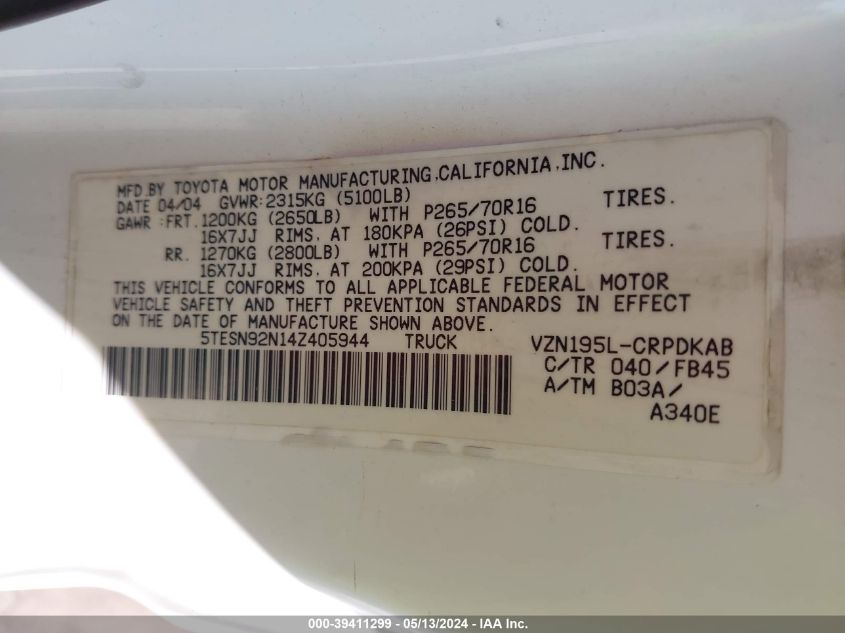 MFD.BY TOYOTA MOTOR MANUFACTURING,CALIFORNIA,INC.
DATE 04/04 GVWR:2315KG (5100LB)
GAWR :FRT.1200KG (2650LB) WITH P265/70R16 TIRES.
16X7JJ RIMS. AT 180KPA (26PSI) COLD.
RR. 1270KG (2800LB) WITH P265/70R16 TIRES.
16X7JJ RIMS. AT 200KPA (29PSI) COLD.
THIS VEHICLE CONFORMS TO ALL APPLICABLE FEDERAL MOTOR
VEHICLE SAFETY AND THEFT PREVENTION STANDARDS IN EFFECT
ON THE DATE OF MANUFACTURE SHOWN ABOVE.
5TESN92N14Z405944 TRUCK VZN195L-CRPDKAB
C/TR 040/FB45
A/TM B03A/
A340E
000-39411299 - 05/13/2024 - IAA Inc.